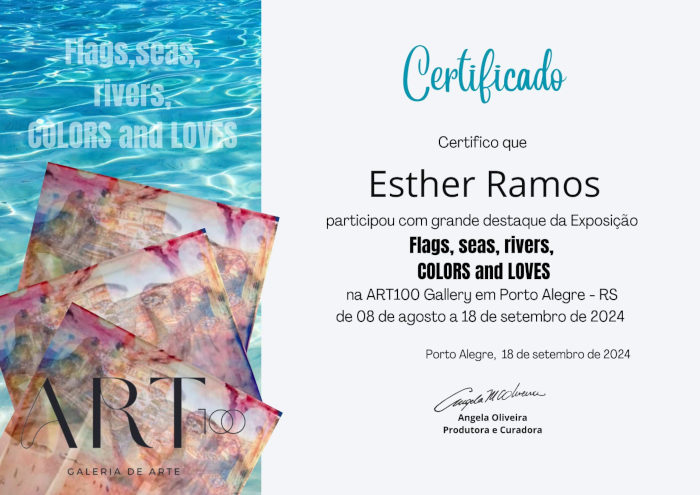 Flags,seas,
rivers,
COLORS and LOVES
ART100
GALERIA DE ARTE
Certificado
Certifico que
Esther Ramos
participou com grande destaque da Exposição
Flags, seas, rivers,
COLORS and LOVES
na ART100 Gallery em Porto Alegre - RS
de 08 de agosto a 18 de setembro de 2024
Porto Alegre, 18 de setembro de 2024
Angela M Oliveira
Angela Oliveira
Produtora e Curadora